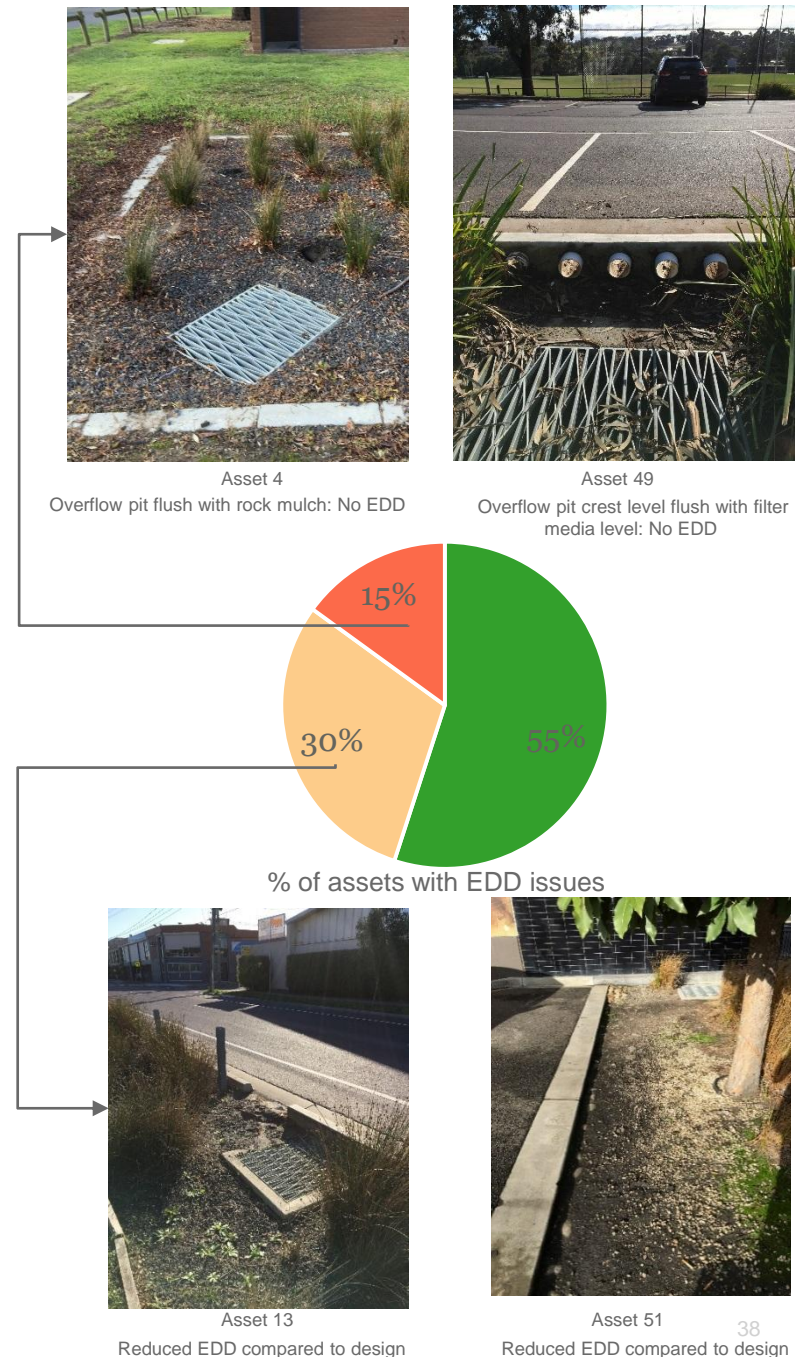 Asset 4
Overflow pit flush with rock mulch: No EDD
Asset 49
Overflow pit crest level flush with filter
media level: No EDD
15%
30%
55%
% of assets with EDD issues
Asset 13
Reduced EDD compared to design
Asset 51
Reduced EDD compared to design
38